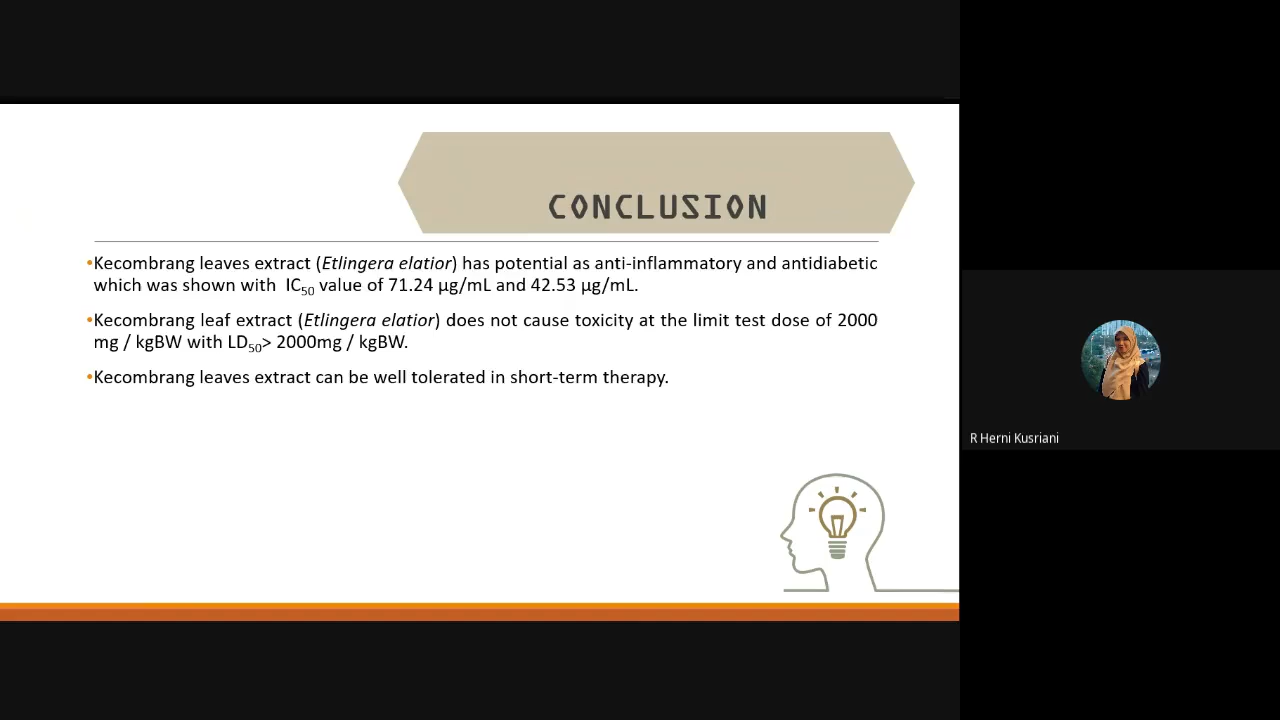 CONCLUSION
•Kecombrang leaves extract (Etlingera elatior) has potential as anti-inflammatory and antidiabetic
which was shown with IC50 value of 71.24 µg/mL and 42.53 µg/mL.
•Kecombrang leaf extract (Etlingera elatior) does not cause toxicity at the limit test dose of 2000
mg / kgBW with LD50> 2000mg / kgBW.
•Kecombrang leaves extract can be well tolerated in short-term therapy.
R Herni Kusriani